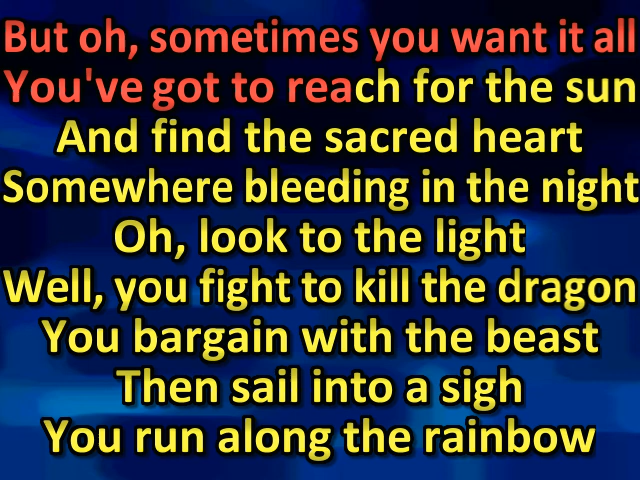 But oh, sometimes you want it all
You've got to reach for the sun
And find the sacred heart
Somewhere bleeding in the night
Oh, look to the light
Well, you fight to kill the dragon
You bargain with the beast
Then sail into a sigh
You run along the rainbow